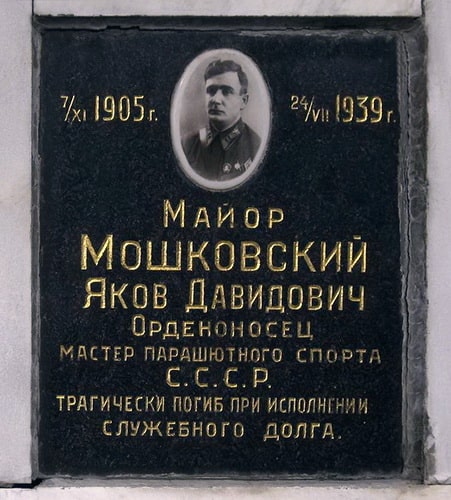 7/XI 1905 г. 24/VII 1939 г.
МАЙОР
МОШКОВСКИЙ
ЯКОВ ДАВИДОВИЧ
ОРДЕНОНОСЕЦ
МАСТЕР ПАРАШЮТНОГО СПОРТА
С.С.С.Р.
ТРАГИЧЕСКИ ПОГИБ ПРИ ИСПОЛНЕНИИ
СЛУЖЕБНОГО ДОЛГА.